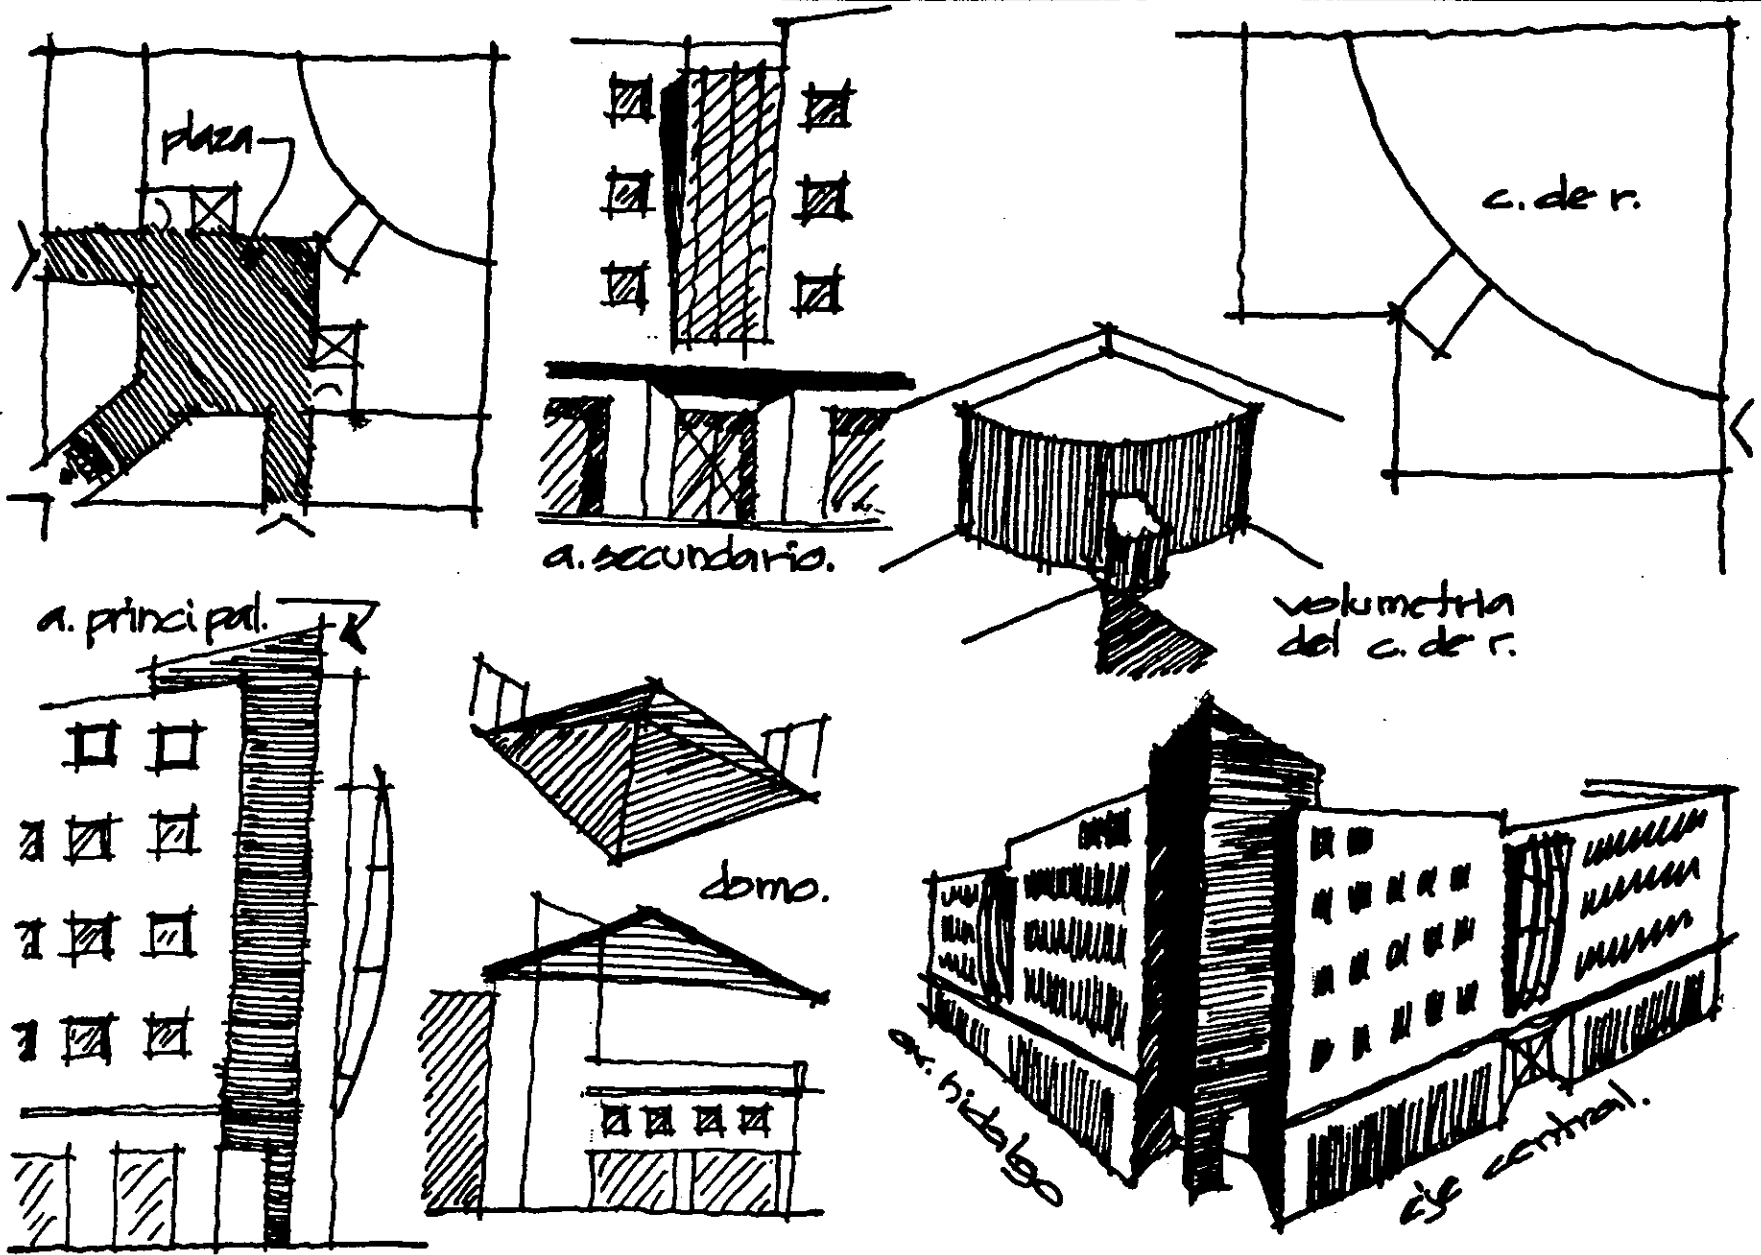 plaza
c. de r.
a. secundario.
volumetria
del c. de r.
a. principal.
domo.
av. hidalgo
eje central.